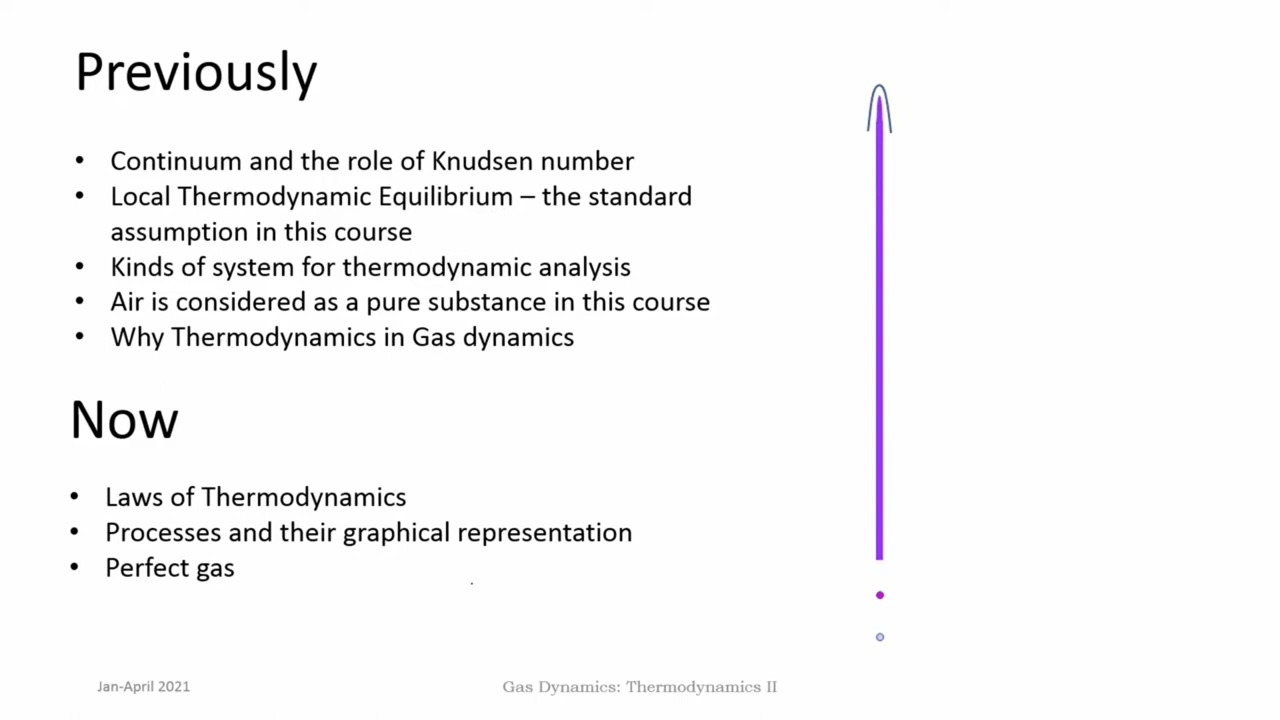 Previously
• Continuum and the role of Knudsen number
• Local Thermodynamic Equilibrium – the standard
assumption in this course
• Kinds of system for thermodynamic analysis
• Air is considered as a pure substance in this course
• Why Thermodynamics in Gas dynamics
Now
• Laws of Thermodynamics
• Processes and their graphical representation
• Perfect gas
Jan-April 2021
Gas Dynamics: Thermodynamics II